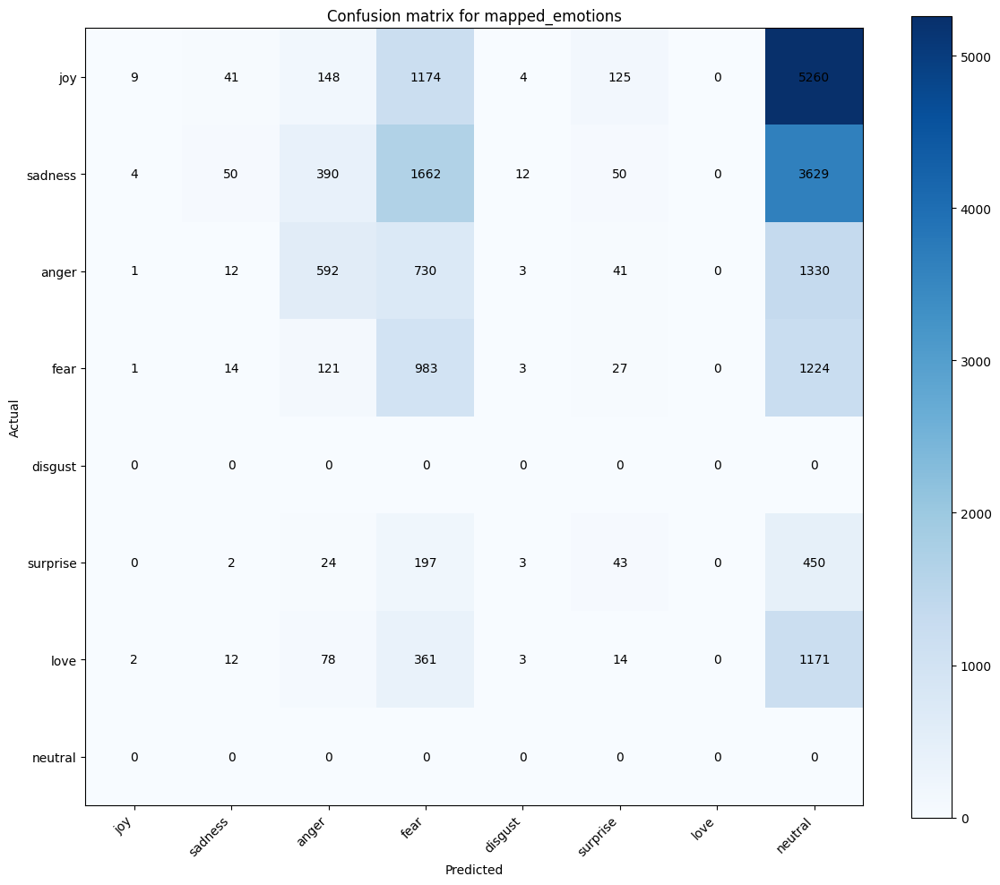 Confusion matrix for mapped_emotions
joy 9 41 148 1174 4 125 0 5260
sadness 4 50 390 1662 12 50 0 3629
anger 1 12 592 730 3 41 0 1330
fear 1 14 121 983 3 27 0 1224
disgust 0 0 0 0 0 0 0 0
surprise 0 2 24 197 3 43 0 450
love 2 12 78 361 3 14 0 1171
neutral 0 0 0 0 0 0 0 0
Actual
joy sadness anger fear disgust surprise love neutral
Predicted
5000
4000
3000
2000
1000
0